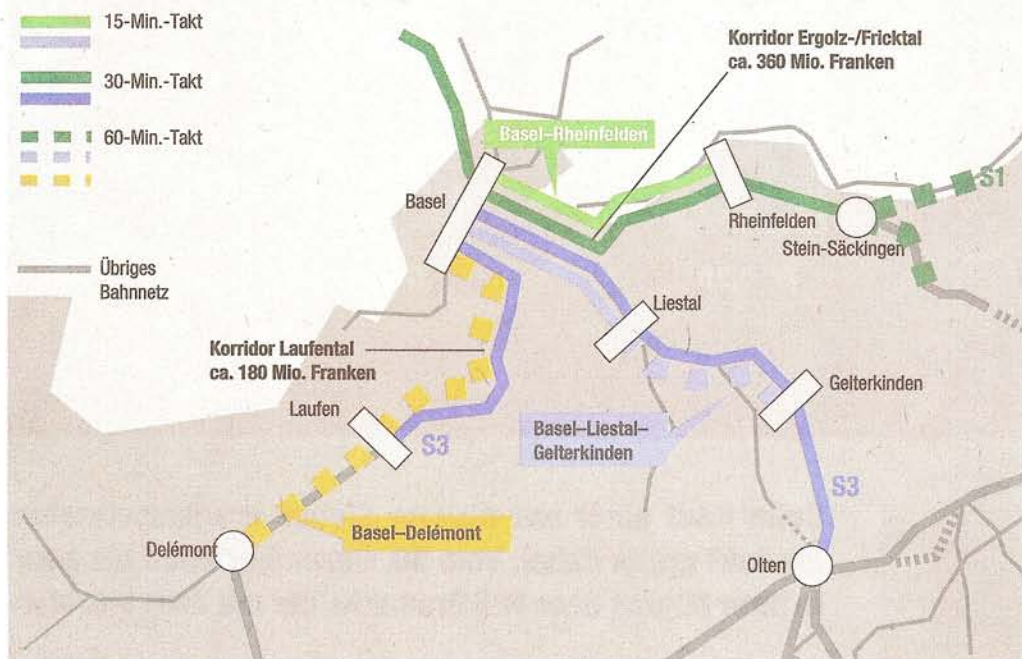 15-Min.-Takt
30-Min.-Takt
60-Min.-Takt
Übriges
Bahnnetz
Korridor Ergolz-/Fricktal
ca. 360 Mio. Franken
Basel–Rheinfelden
Basel
Rheinfelden
S1
Stein-Säckingen
Liestal
Korridor Laufental
ca. 180 Mio. Franken
Laufen
S3
Gelterkinden
Basel–Liestal–
Gelterkinden
S3
Basel–Delémont
Delémont
Olten